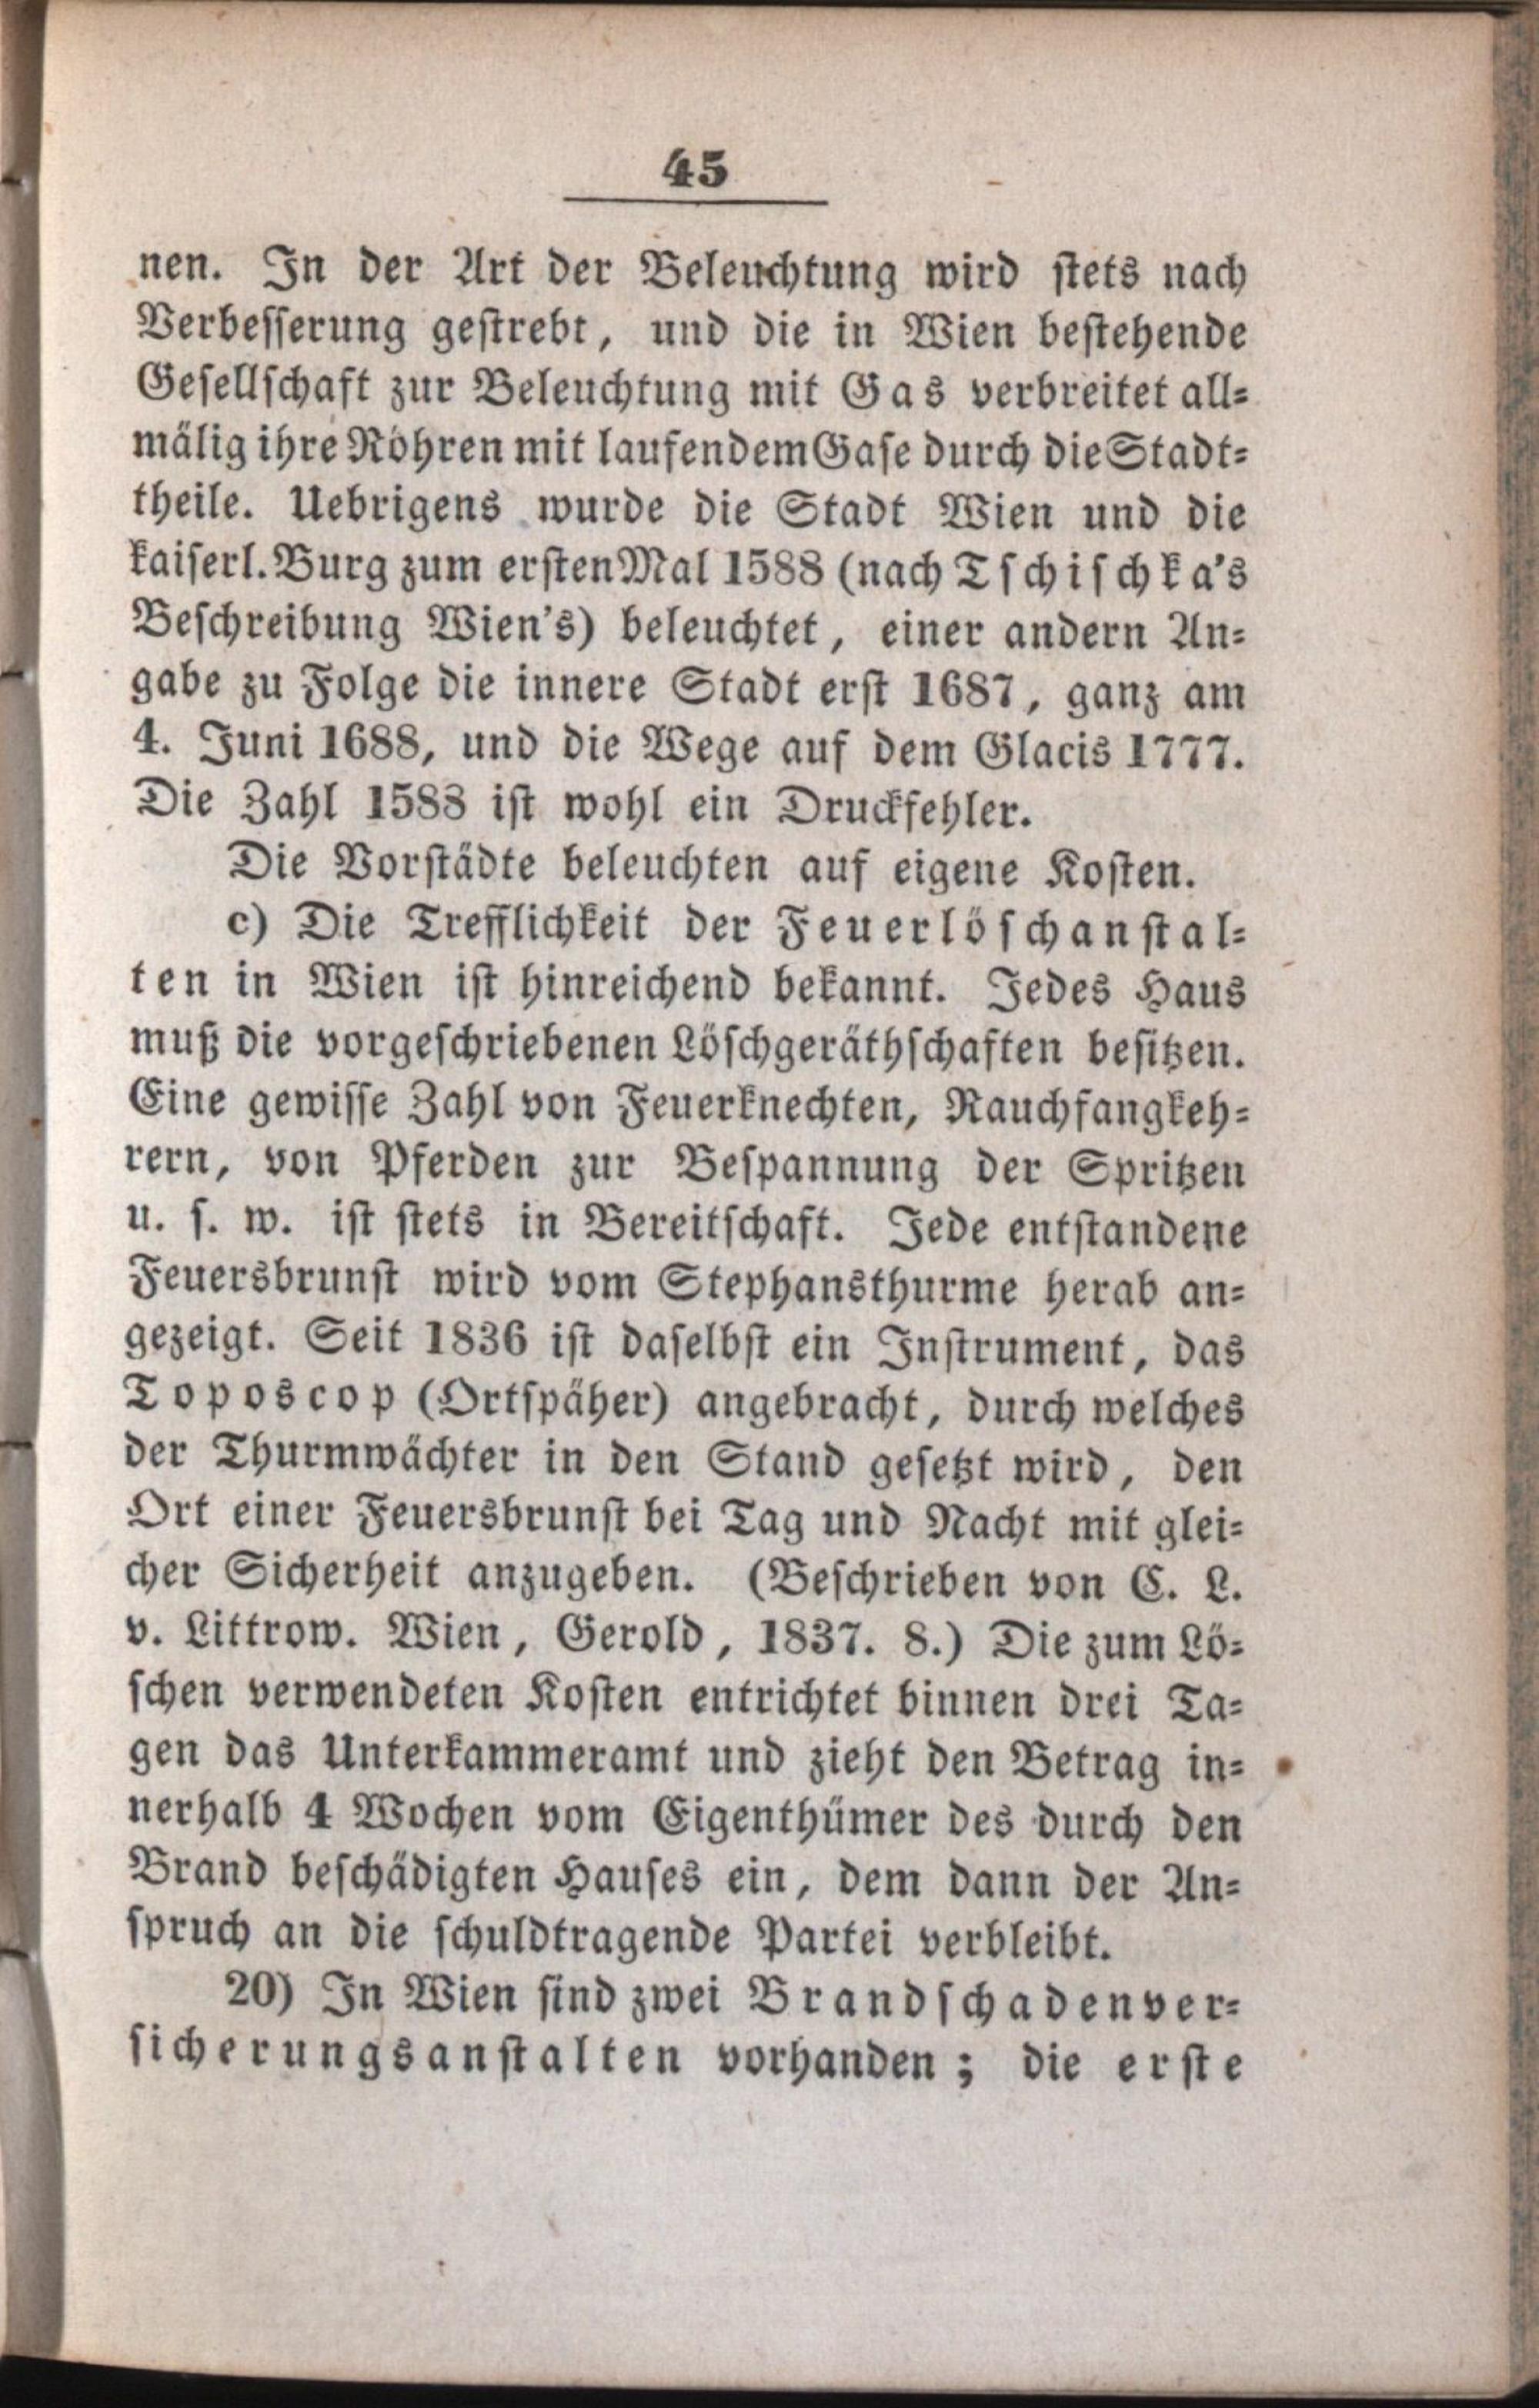 45
nen. In der Art der Beleuchtung wird stets nach
Verbesserung gestrebt, und die in Wien bestehende
Gesellschaft zur Beleuchtung mit Gas verbreitet all-
mälig ihre Röhren mit laufendem Gase durch die Stadt-
theile. Uebrigens wurde die Stadt Wien und die
kaiserl. Burg zum ersten Mal 1588 (nach Tschischka's
Beschreibung Wien's) beleuchtet, einer andern An-
gabe zu Folge die innere Stadt erst 1687, ganz am
4. Juni 1688, und die Wege auf dem Glacis 1777.
Die Zahl 1588 ist wohl ein Druckfehler.
Die Vorstädte beleuchten auf eigene Kosten.
c) Die Trefflichkeit der Feuerlöschanstal-
ten in Wien ist hinreichend bekannt. Jedes Haus
muß die vorgeschriebenen Löschgeräthschaften besitzen.
Eine gewisse Zahl von Feuerknechten, Rauchfangkeh-
rern, von Pferden zur Bespannung der Spritzen
u. s. w. ist stets in Bereitschaft. Jede entstandene
Feuersbrunst wird vom Stephansthurme herab an-
gezeigt. Seit 1836 ist daselbst ein Instrument, das
Toposcop (Ortspäher) angebracht, durch welches
der Thurmwächter in den Stand gesetzt wird, den
Ort einer Feuersbrunst bei Tag und Nacht mit glei-
cher Sicherheit anzugeben. (Beschrieben von C. L.
v. Littrow. Wien, Gerold, 1837. 8.) Die zum Lö-
schen verwendeten Kosten entrichtet binnen drei Ta-
gen das Unterkammeramt und zieht den Betrag in-
nerhalb 4 Wochen vom Eigenthümer des durch den
Brand beschädigten Hauses ein, dem dann der An-
spruch an die schuldtragende Partei verbleibt.
20) In Wien sind zwei Brandschadenver-
sicherungsanstalten vorhanden; die erste